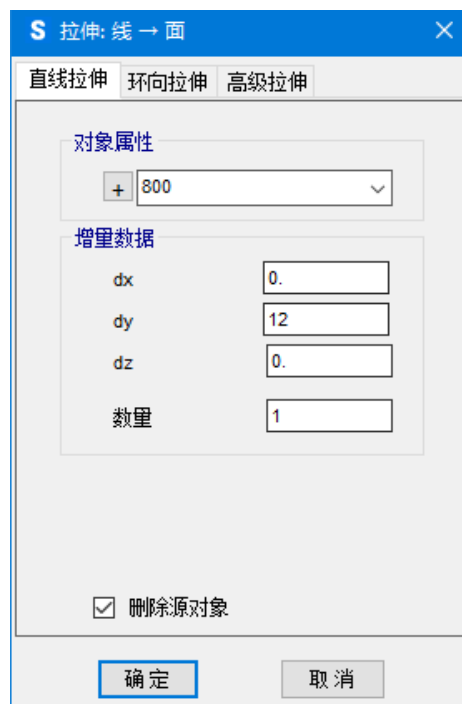 S 拉伸: 线 → 面
直线拉伸 环向拉伸 高级拉伸
对象属性
+ 800
增量数据
dx 0.
dy 12
dz 0.
数量 1
删除源对象
确定 取消